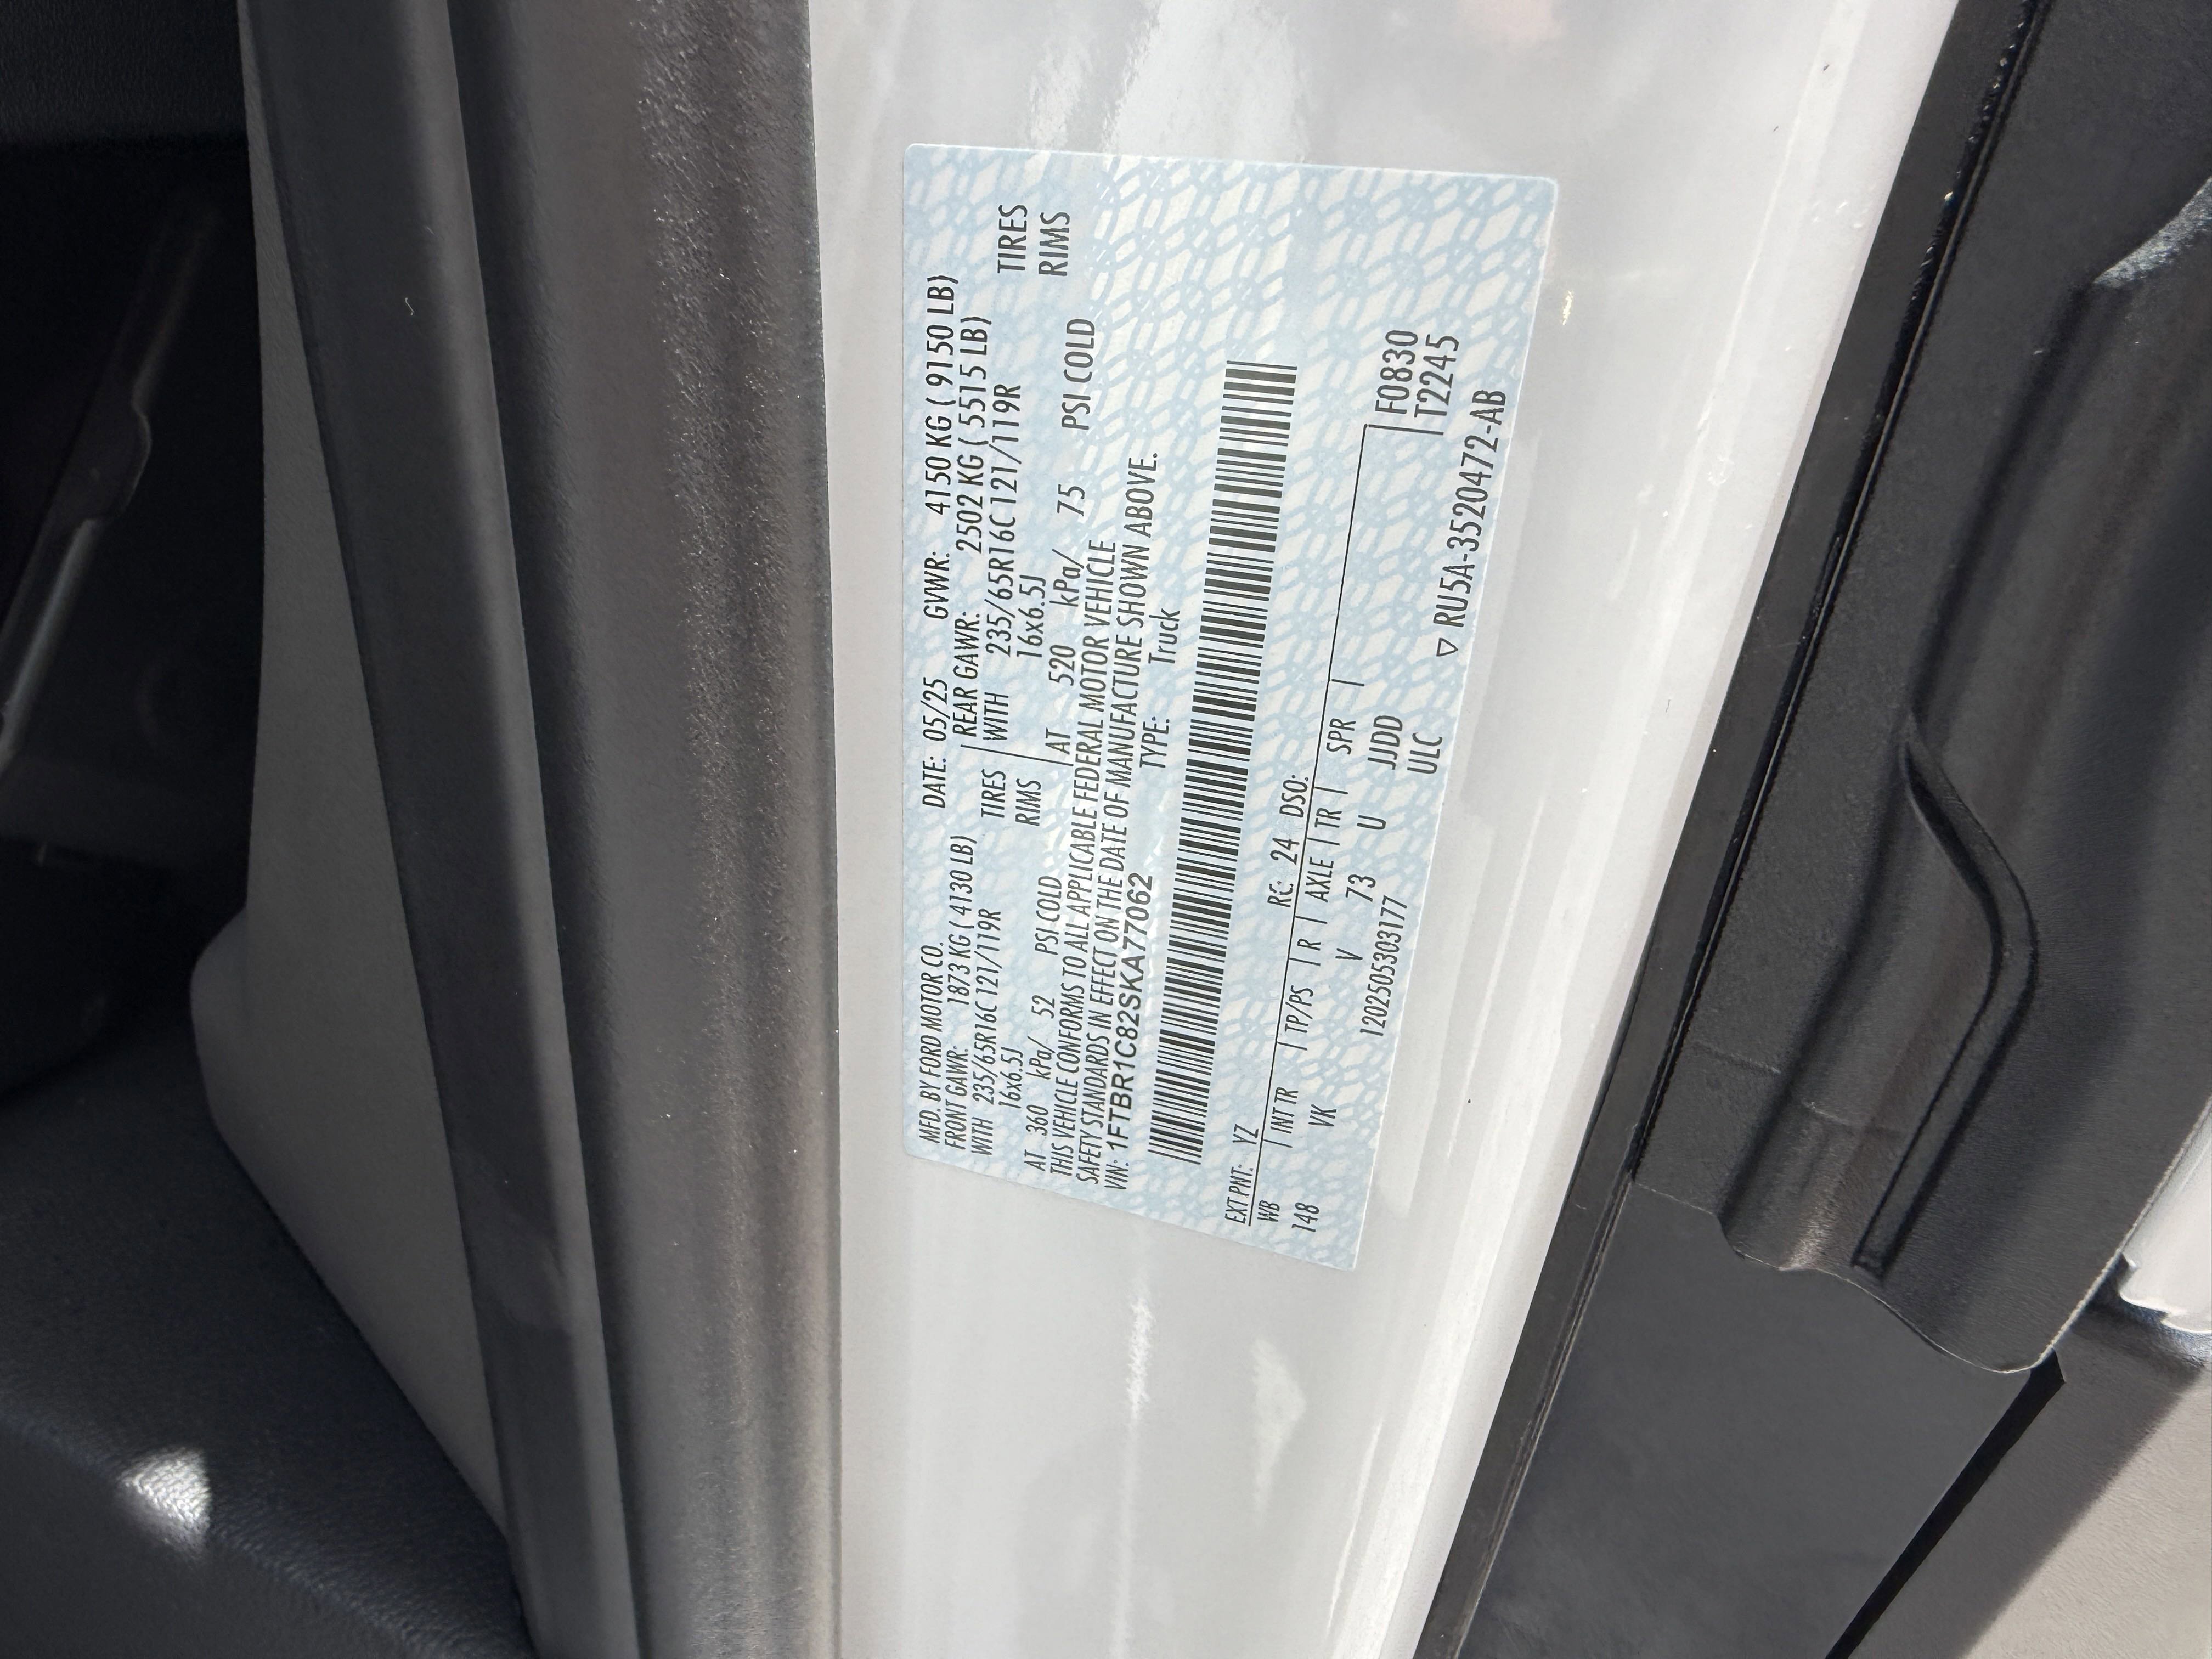 MFD. BY FORD MOTOR CO. DATE: 05/25 GVWR: 4150 KG ( 9150 LB)
FRONT GAWR: 1873 KG ( 4130 LB) REAR GAWR: 2502 KG ( 5515 LB)
WITH 235/65R16C 121/119R TIRES WITH 235/65R16C 121/119R TIRES
16x6.5J RIMS 16x6.5J RIMS
AT 360 kPa/ 52 PSI COLD AT 520 kPa/ 75 PSI COLD
THIS VEHICLE CONFORMS TO ALL APPLICABLE FEDERAL MOTOR VEHICLE
SAFETY STANDARDS IN EFFECT ON THE DATE OF MANUFACTURE SHOWN ABOVE.
VIN: 1FTBR1C82SKA77062 TYPE: Truck
EXT PNT: YZ RC: 24 DSO:
WB | INT TR | TP/PS | R | AXLE | TR | SPR |
148 VK V 73 U JJDD
F0830
T2245
1202505303177 ULC
▽ RU5A-3520472-AB